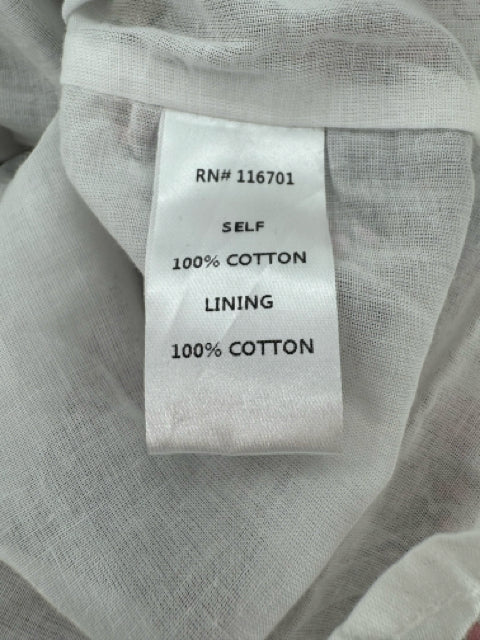 RN# 116701
SELF
100% COTTON
LINING
100% COTTON